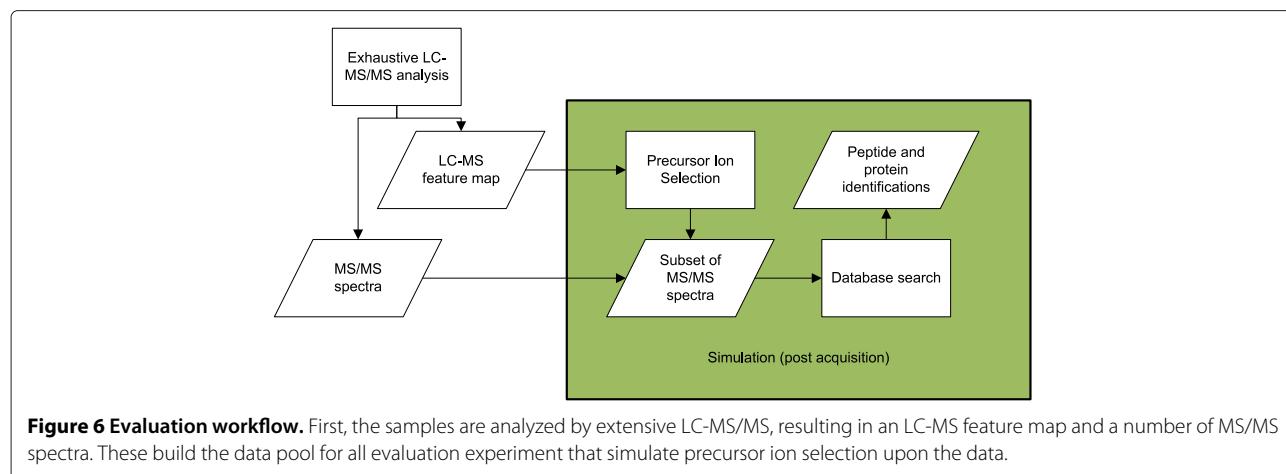 Exhaustive LC-
MS/MS analysis
LC-MS
feature map
Precursor Ion
Selection
Peptide and
protein
identifications
MS/MS
spectra
Subset of
MS/MS
spectra
Database search
Simulation (post acquisition)
Figure 6 Evaluation workflow. First, the samples are analyzed by extensive LC-MS/MS, resulting in an LC-MS feature map and a number of MS/MS
spectra. These build the data pool for all evaluation experiment that simulate precursor ion selection upon the data.